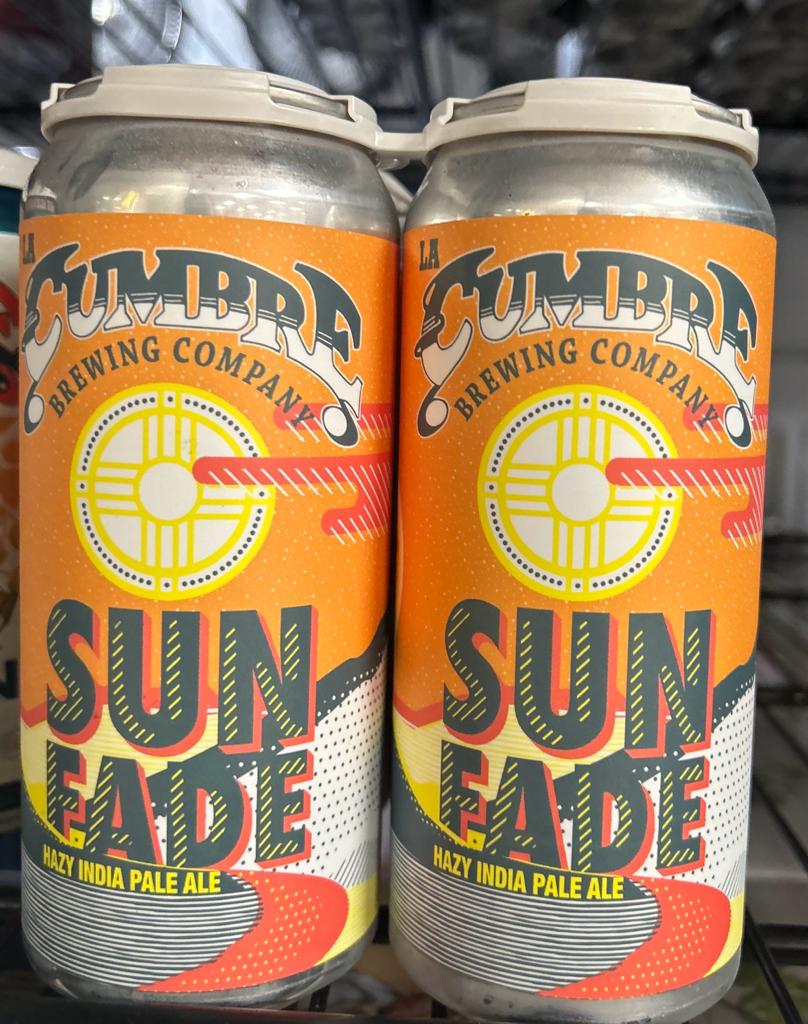 LA
CUMBRE
BREWING COMPANY
SUN
FADE
HAZY INDIA PALE ALE
LA
CUMBRE
BREWING COMPANY
SUN
FADE
HAZY INDIA PALE ALE